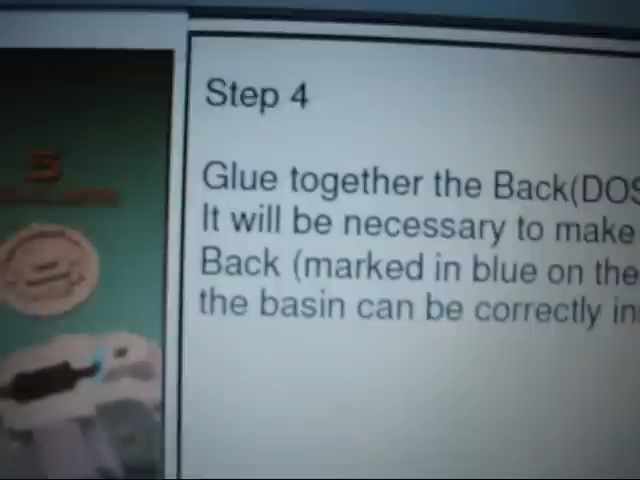 Step 4
Glue together the Back(DOS
It will be necessary to make
Back (marked in blue on the
the basin can be correctly in
5